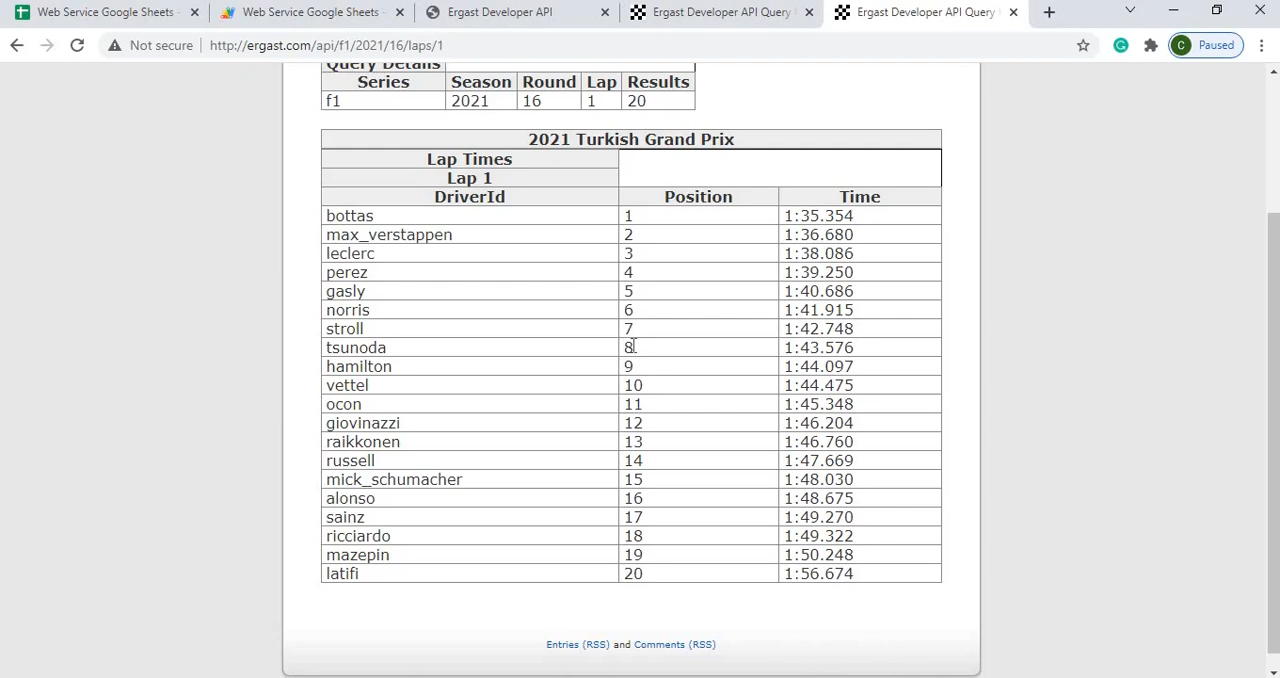 Web Service Google Sheets -
Web Service Google Sheets -
Ergast Developer API
Ergast Developer API Query
Ergast Developer API Query
Not secure
http://ergast.com/api/f1/2021/16/laps/1
C Paused
Query Details
Series Season Round Lap Results
f1 2021 16 1 20
2021 Turkish Grand Prix
Lap Times
Lap 1
DriverId Position Time
bottas 1 1:35.354
max_verstappen 2 1:36.680
leclerc 3 1:38.086
perez 4 1:39.250
gasly 5 1:40.686
norris 6 1:41.915
stroll 7 1:42.748
tsunoda 8 1:43.576
hamilton 9 1:44.097
vettel 10 1:44.475
ocon 11 1:45.348
giovinazzi 12 1:46.204
raikkonen 13 1:46.760
russell 14 1:47.669
mick_schumacher 15 1:48.030
alonso 16 1:48.675
sainz 17 1:49.270
ricciardo 18 1:49.322
mazepin 19 1:50.248
latifi 20 1:56.674
Entries (RSS) and Comments (RSS)